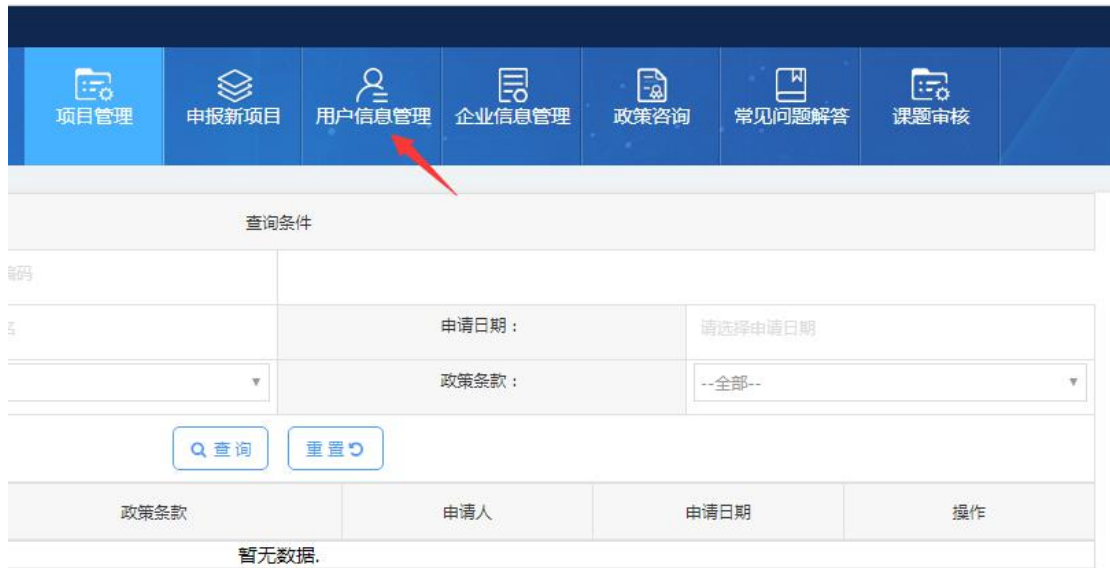 项目管理
申报新项目
用户信息管理
企业信息管理
政策咨询
常见问题解答
课题审核
查询条件
编码
名
申请日期：
请选择申请日期
政策条款：
--全部--
查 询
重 置
政策条款
申请人
申请日期
操作
暂无数据.